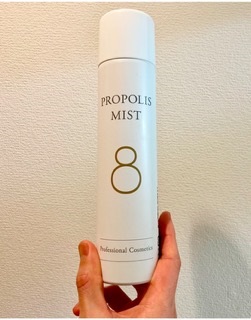 PROPOLIS
MIST
8
Professional Cosmetics